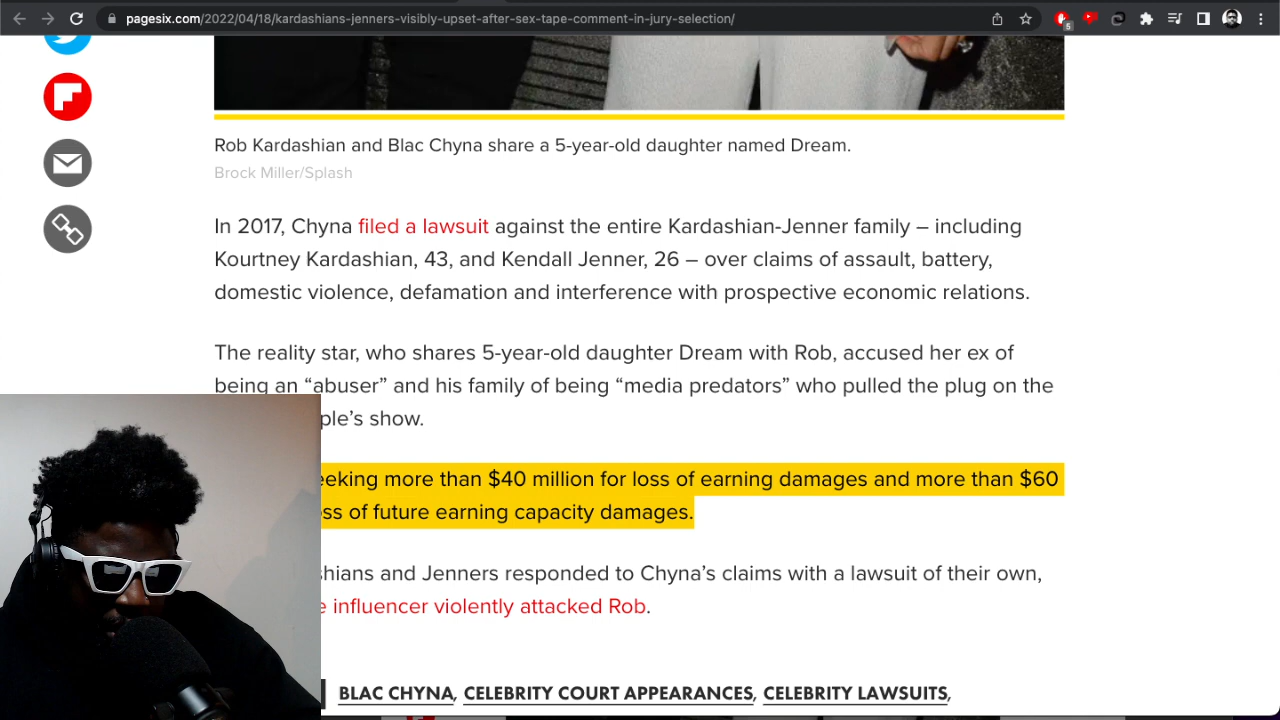 pagesix.com/2022/04/18/kardashians-jenners-visibly-upset-after-sex-tape-comment-in-jury-selection/
5
Rob Kardashian and Blac Chyna share a 5-year-old daughter named Dream.
Brock Miller/Splash
In 2017, Chyna filed a lawsuit against the entire Kardashian-Jenner family – including
Kourtney Kardashian, 43, and Kendall Jenner, 26 – over claims of assault, battery,
domestic violence, defamation and interference with prospective economic relations.
The reality star, who shares 5-year-old daughter Dream with Rob, accused her ex of
being an “abuser” and his family of being “media predators” who pulled the plug on the
ple’s show.
eeking more than $40 million for loss of earning damages and more than $60
ss of future earning capacity damages.
shians and Jenners responded to Chyna’s claims with a lawsuit of their own,
e influencer violently attacked Rob.
BLAC CHYNA, CELEBRITY COURT APPEARANCES, CELEBRITY LAWSUITS,